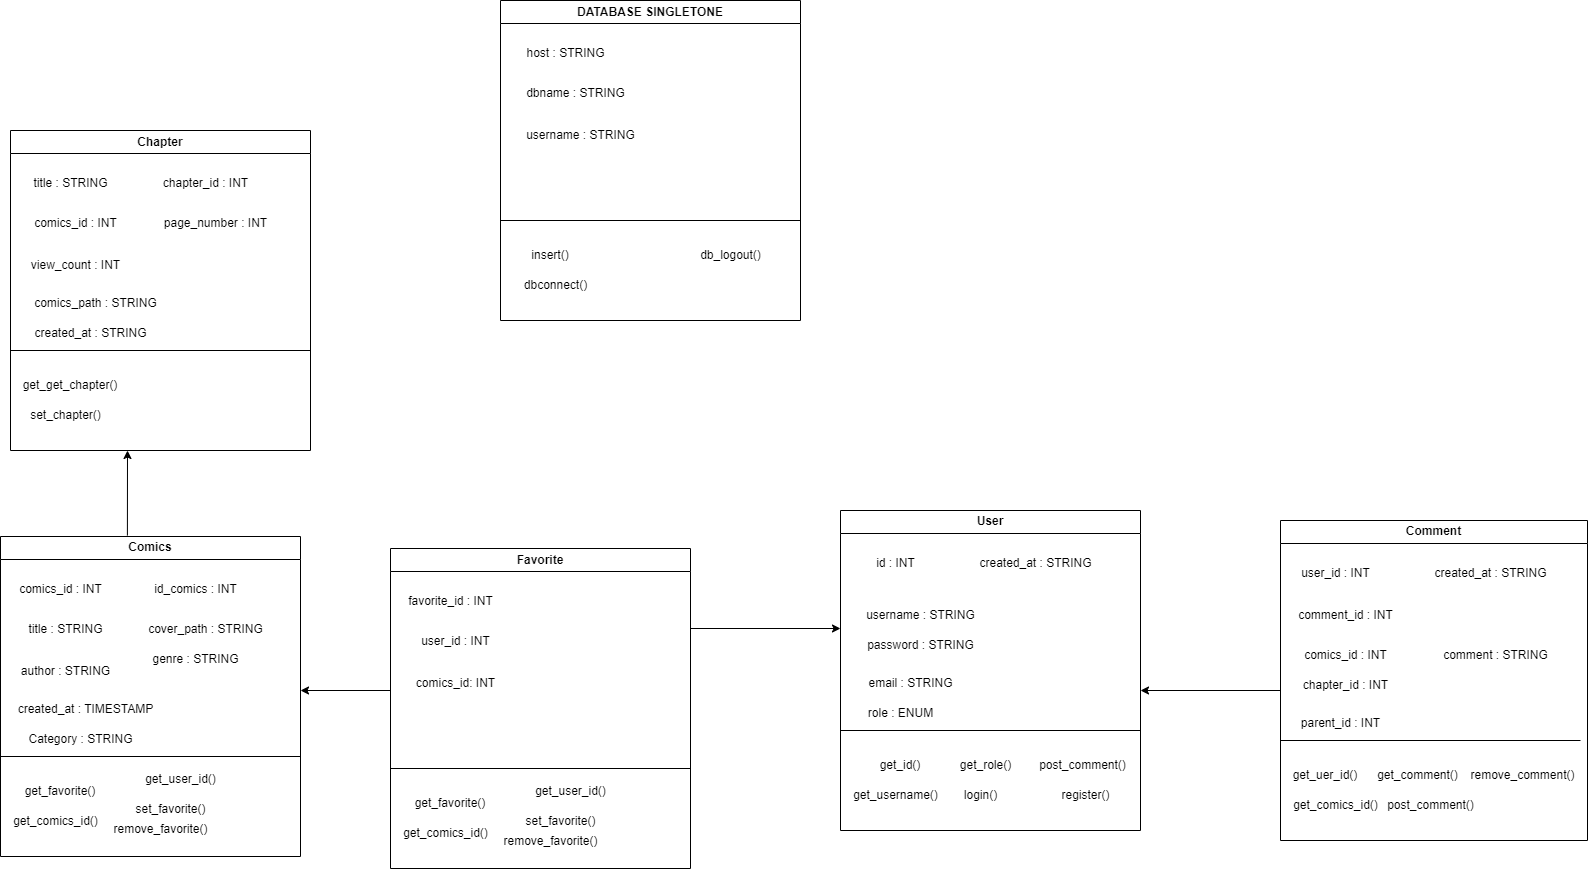 DATABASE SINGLETONE
host : STRING
dbname : STRING
username : STRING
insert()
db_logout()
dbconnect()
Chapter
title : STRING
chapter_id : INT
comics_id : INT
page_number : INT
view_count : INT
comics_path : STRING
created_at : STRING
get_get_chapter()
set_chapter()
Comics
comics_id : INT
id_comics : INT
title : STRING
cover_path : STRING
genre : STRING
author : STRING
created_at : TIMESTAMP
Category : STRING
get_user_id()
get_favorite()
set_favorite()
get_comics_id()
remove_favorite()
Favorite
favorite_id : INT
user_id : INT
comics_id: INT
get_user_id()
get_favorite()
set_favorite()
get_comics_id()
remove_favorite()
User
id : INT
created_at : STRING
username : STRING
password : STRING
email : STRING
role : ENUM
get_id()
get_role()
post_comment()
get_username()
login()
register()
Comment
user_id : INT
created_at : STRING
comment_id : INT
comics_id : INT
comment : STRING
chapter_id : INT
parent_id : INT
get_uer_id()
get_comment()
remove_comment()
get_comics_id()
post_comment()